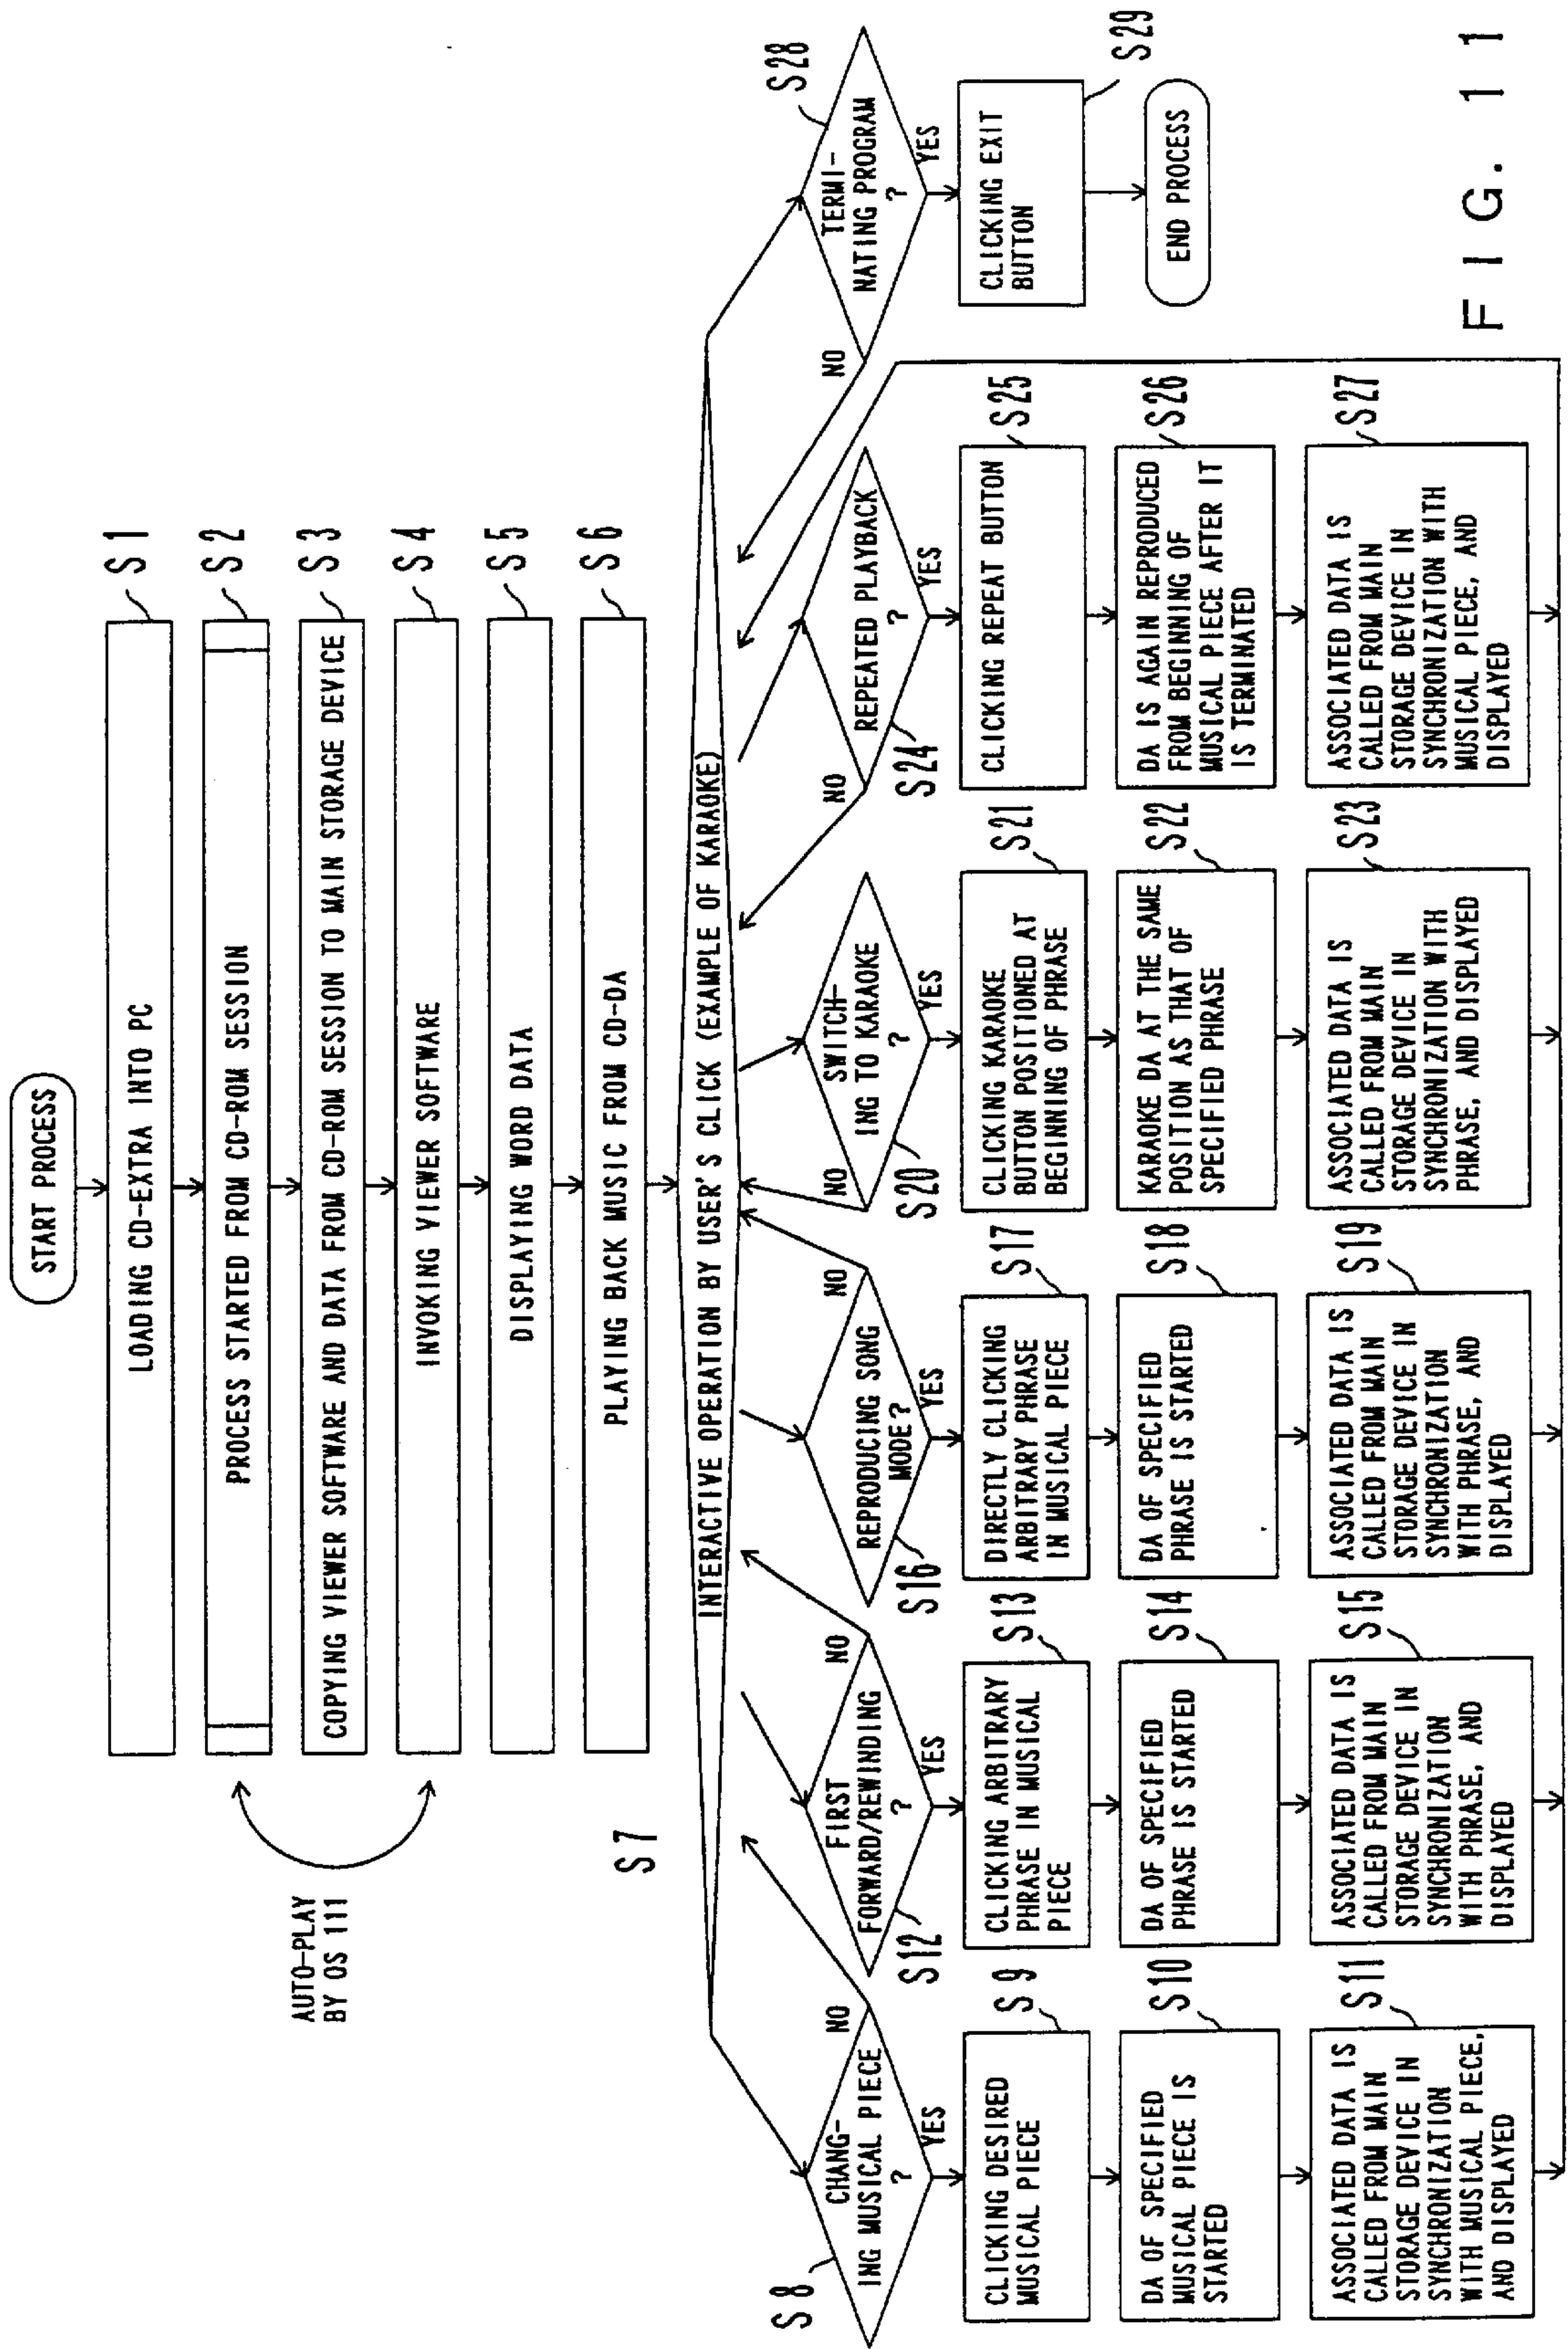 START PROCESS
LOADING CD-EXTRA INTO PC
S1
PROCESS STARTED FROM CD-ROM SESSION
S2
COPYING VIEWER SOFTWARE AND DATA FROM CD-ROM SESSION TO MAIN STORAGE DEVICE
S3
INVOKING VIEWER SOFTWARE
S4
AUTO-PLAY
BY OS 111
DISPLAYING WORD DATA
S5
PLAYING BACK MUSIC FROM CD-DA
S6
S7
INTERACTIVE OPERATION BY USER'S CLICK (EXAMPLE OF KARAOKE)
S8
CHANG-
ING MUSICAL PIECE
?
NO
YES
CLICKING DESIRED
MUSICAL PIECE
S9
DA OF SPECIFIED
MUSICAL PIECE IS
STARTED
S10
ASSOCIATED DATA IS
CALLED FROM MAIN
STORAGE DEVICE IN
SYNCHRONIZATION
WITH MUSICAL PIECE,
AND DISPLAYED
S11
S12
FIRST
FORWARD/REWINDING
?
NO
YES
CLICKING ARBITRARY
PHRASE IN MUSICAL
PIECE
S13
DA OF SPECIFIED
PHRASE IS STARTED
S14
ASSOCIATED DATA IS
CALLED FROM MAIN
STORAGE DEVICE IN
SYNCHRONIZATION
WITH PHRASE, AND
DISPLAYED
S15
S16
REPRODUCING SONG
MODE?
NO
YES
DIRECTLY CLICKING
ARBITRARY PHRASE
IN MUSICAL PIECE
S17
DA OF SPECIFIED
PHRASE IS STARTED
S18
ASSOCIATED DATA IS
CALLED FROM MAIN
STORAGE DEVICE IN
SYNCHRONIZATION
WITH PHRASE, AND
DISPLAYED
S19
S20
SWITCH-
ING TO KARAOKE
?
NO
YES
CLICKING KARAOKE
BUTTON POSITIONED AT
BEGINNING OF PHRASE
S21
KARAOKE DA AT THE SAME
POSITION AS THAT OF
SPECIFIED PHRASE
S22
ASSOCIATED DATA IS
CALLED FROM MAIN
STORAGE DEVICE IN
SYNCHRONIZATION WITH
PHRASE, AND DISPLAYED
S23
S24
REPEATED PLAYBACK
?
NO
YES
CLICKING REPEAT BUTTON
S25
DA IS AGAIN REPRODUCED
FROM BEGINNING OF
MUSICAL PIECE AFTER IT
IS TERMINATED
S26
ASSOCIATED DATA IS
CALLED FROM MAIN
STORAGE DEVICE IN
SYNCHRONIZATION WITH
MUSICAL PIECE, AND
DISPLAYED
S27
S28
TERMI-
NATING PROGRAM
?
NO
YES
CLICKING EXIT
BUTTON
S29
END PROCESS
FIG. 11